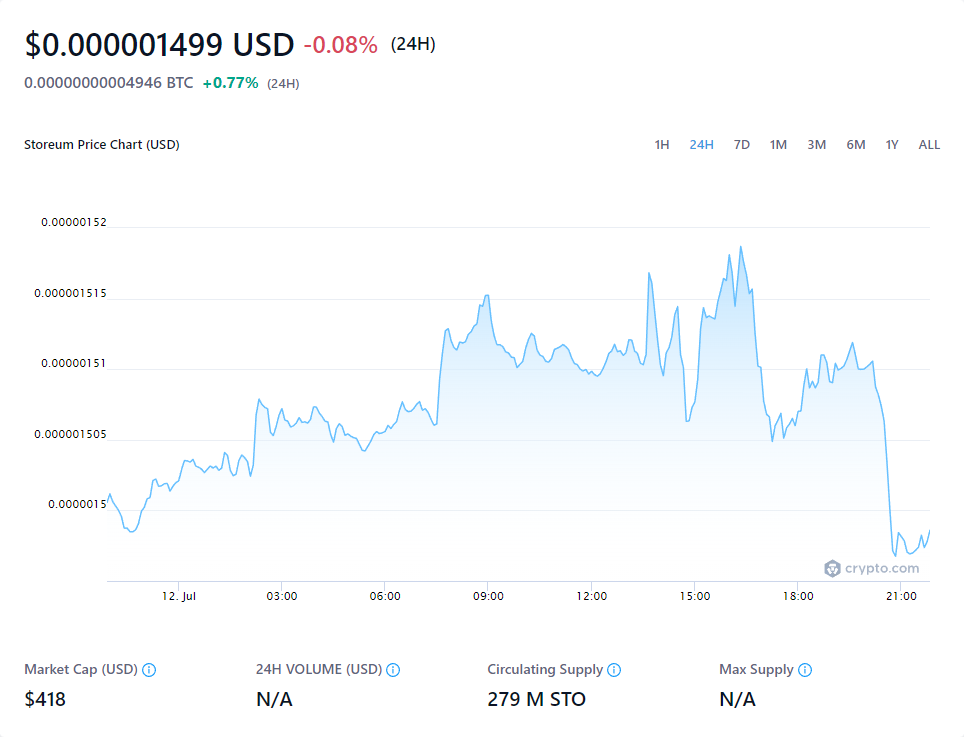 $0.000001499 USD -0.08% (24H)
0.00000000004946 BTC +0.77% (24H)
Storeum Price Chart (USD) 1H 24H 7D 1M 3M 6M 1Y ALL
0.00000152
0.000001515
0.00000151
0.000001505
0.0000015
crypto.com
12. Jul 03:00 06:00 09:00 12:00 15:00 18:00 21:00
Market Cap (USD) 24H VOLUME (USD) Circulating Supply Max Supply
$418 N/A 279 M STO N/A